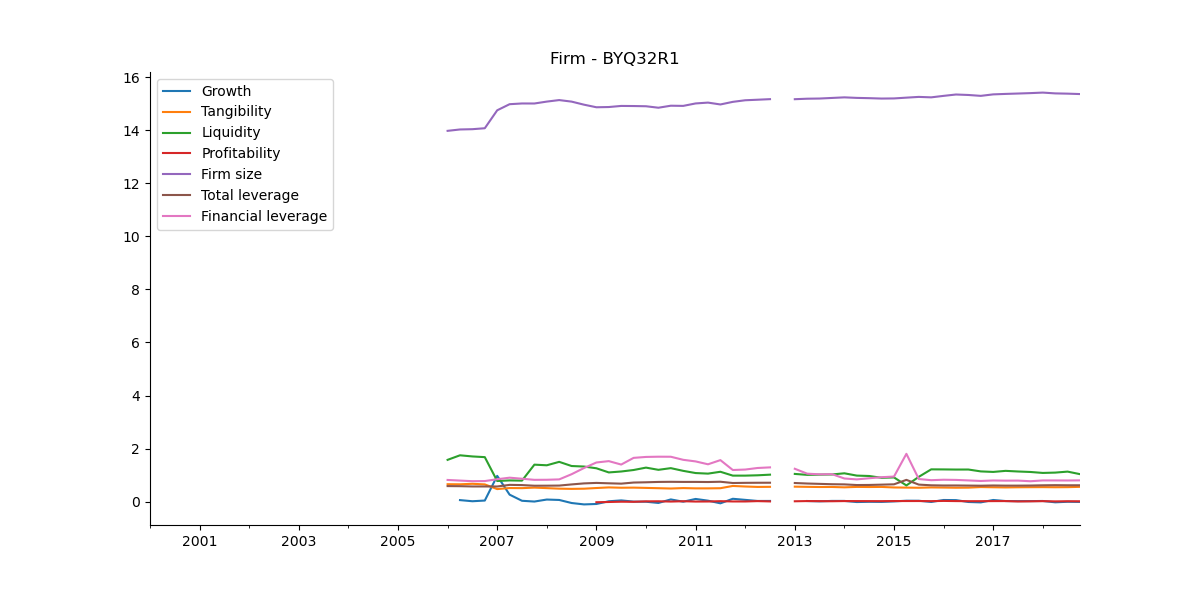 Firm - BYQ32R1
16
14
12
10
8
6
4
2
0
Growth
Tangibility
Liquidity
Profitability
Firm size
Total leverage
Financial leverage
2001 2003 2005 2007 2009 2011 2013 2015 2017